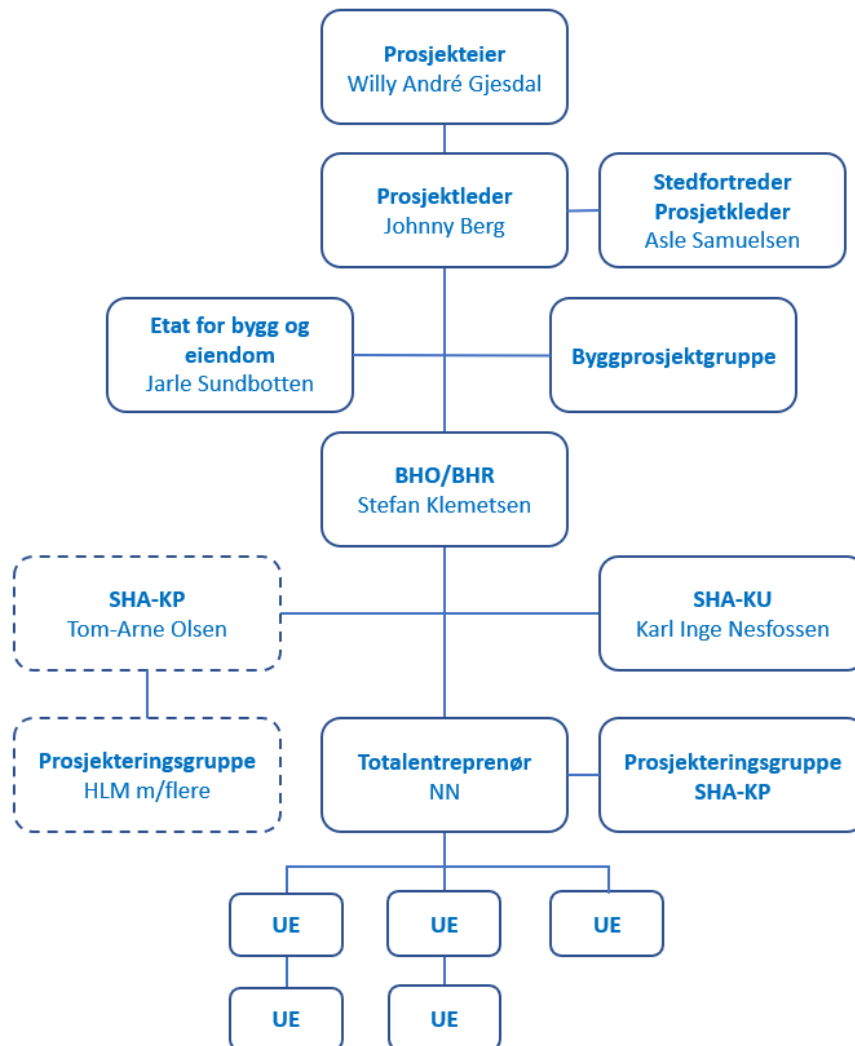 Prosjekteier
Willy André Gjesdal
Prosjektleder
Johnny Berg
Stedfortreder
Prosjetkleder
Asle Samuelsen
Etat for bygg og
eiendom
Jarle Sundbotten
Byggprosjektgruppe
BHO/BHR
Stefan Klemetsen
SHA-KP
Tom-Arne Olsen
SHA-KU
Karl Inge Nesfossen
Prosjekteringsgruppe
HLM m/flere
Totalentreprenør
NN
Prosjekteringsgruppe
SHA-KP
UE
UE
UE
UE
UE